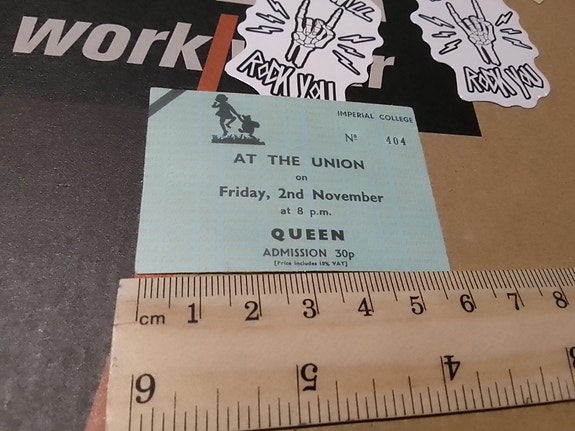 work
ROCK YOU
ROCK YOU
IMPERIAL COLLEGE
Nº 404
AT THE UNION
on
Friday, 2nd November
at 8 p.m.
QUEEN
ADMISSION 30p
[Price includes 10% VAT]
cm 1 2 3 4 5 6 7 8
6 5 4